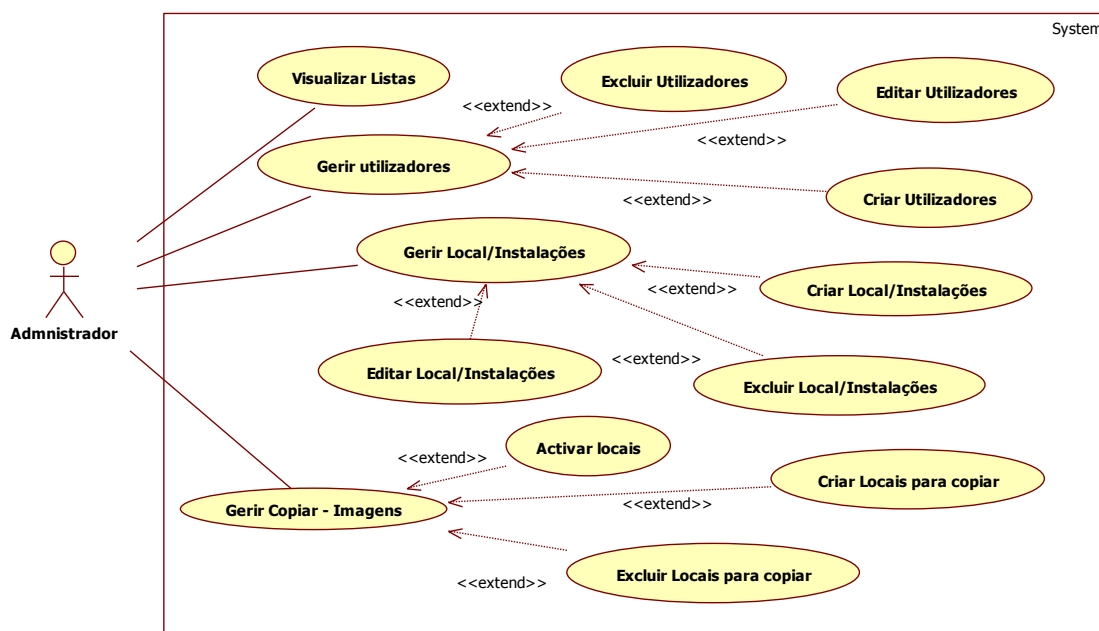 System
Visualizar Listas
Excluir Utilizadores
Editar Utilizadores
<<extend>>
<<extend>>
Gerir utilizadores
<<extend>>
Criar Utilizadores
Gerir Local/Instalações
<<extend>>
Criar Local/Instalações
<<extend>>
Admnistrador
<<extend>>
Editar Local/Instalações
Excluir Local/Instalações
Activar locais
<<extend>>
Criar Locais para copiar
<<extend>>
Gerir Copiar - Imagens
Excluir Locais para copiar
<<extend>>